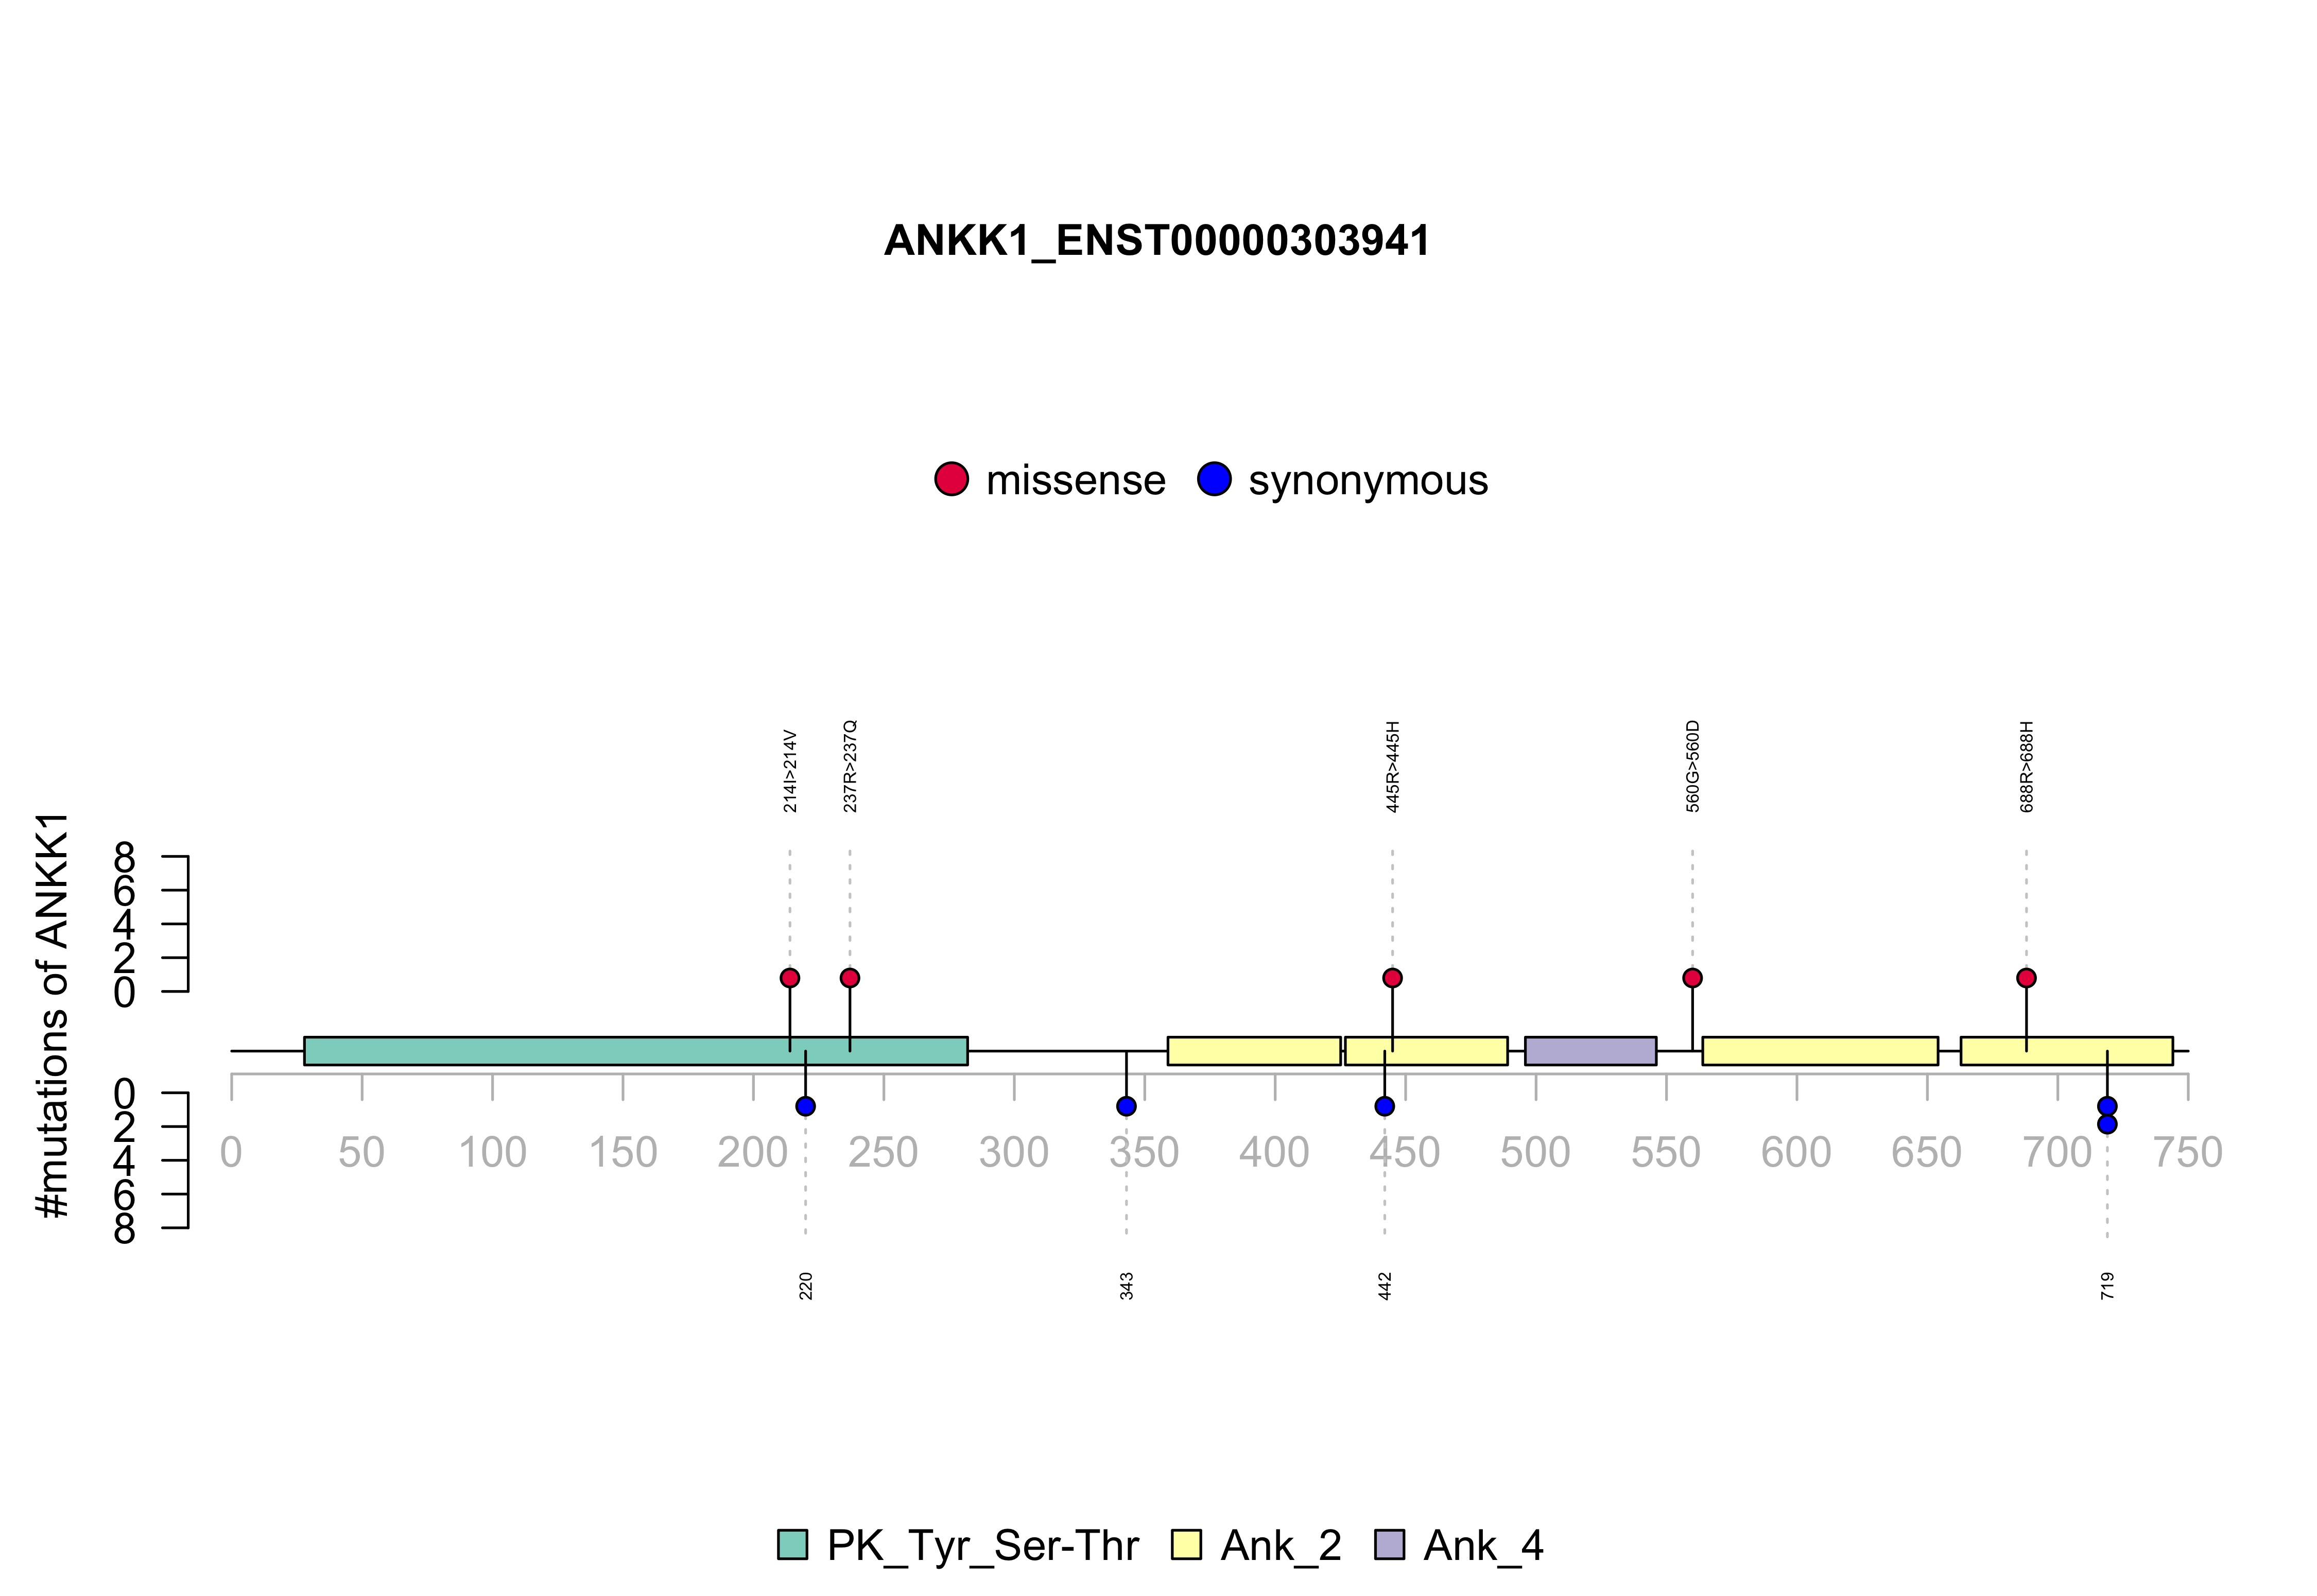 ANKK1_ENST00000303941
missense synonymous
214I>214V 237R>237Q 445R>445H 560G>560D 688R>688H
#mutations of ANKK1
8
6
4
2
0
0
2
4
6
8
0 50 100 150 200 250 300 350 400 450 500 550 600 650 700 750
220 343 442 719
PK_Tyr_Ser-Thr Ank_2 Ank_4